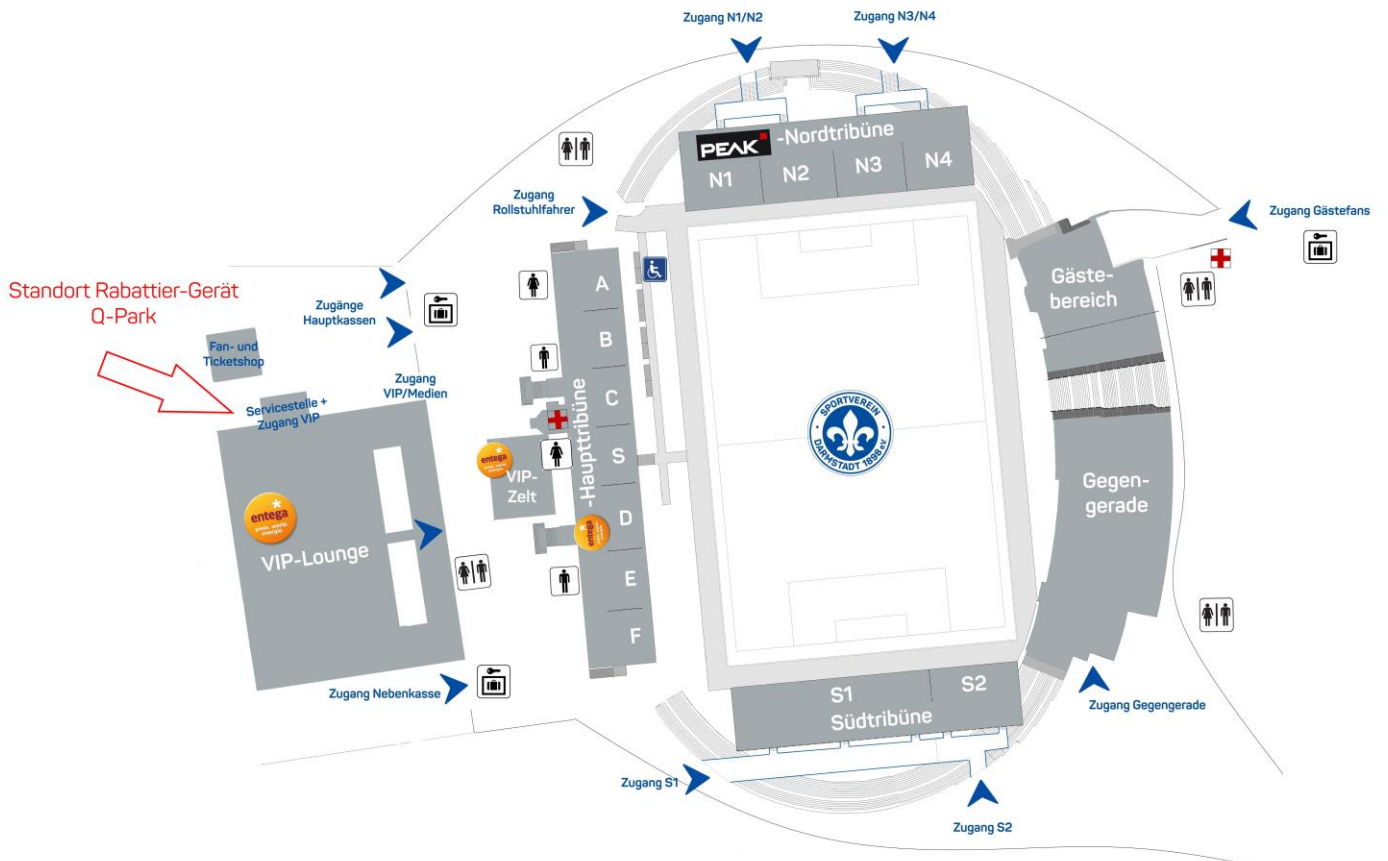 Zugang N1/N2
Zugang N3/N4
PEAK
-Nordtribüne
N1
N2
N3
N4
Zugang
Rollstuhlfahrer
Zugang Gästefans
Standort Rabattier-Gerät
Q-Park
Zugänge
Hauptkassen
Fan- und
Ticketshop
Servicestelle +
Zugang VIP
Zugang
VIP/Medien
Gäste-
bereich
A
B
C
S
D
E
F
-Haupttribüne
entega
VIP-
Zelt
SPORTVEREIN
DARMSTADT 1898 e.V.
Gegen-
gerade
entega
VIP-Lounge
entega
Zugang Nebenkasse
S1
S2
Südtribüne
Zugang Gegengerade
Zugang S1
Zugang S2